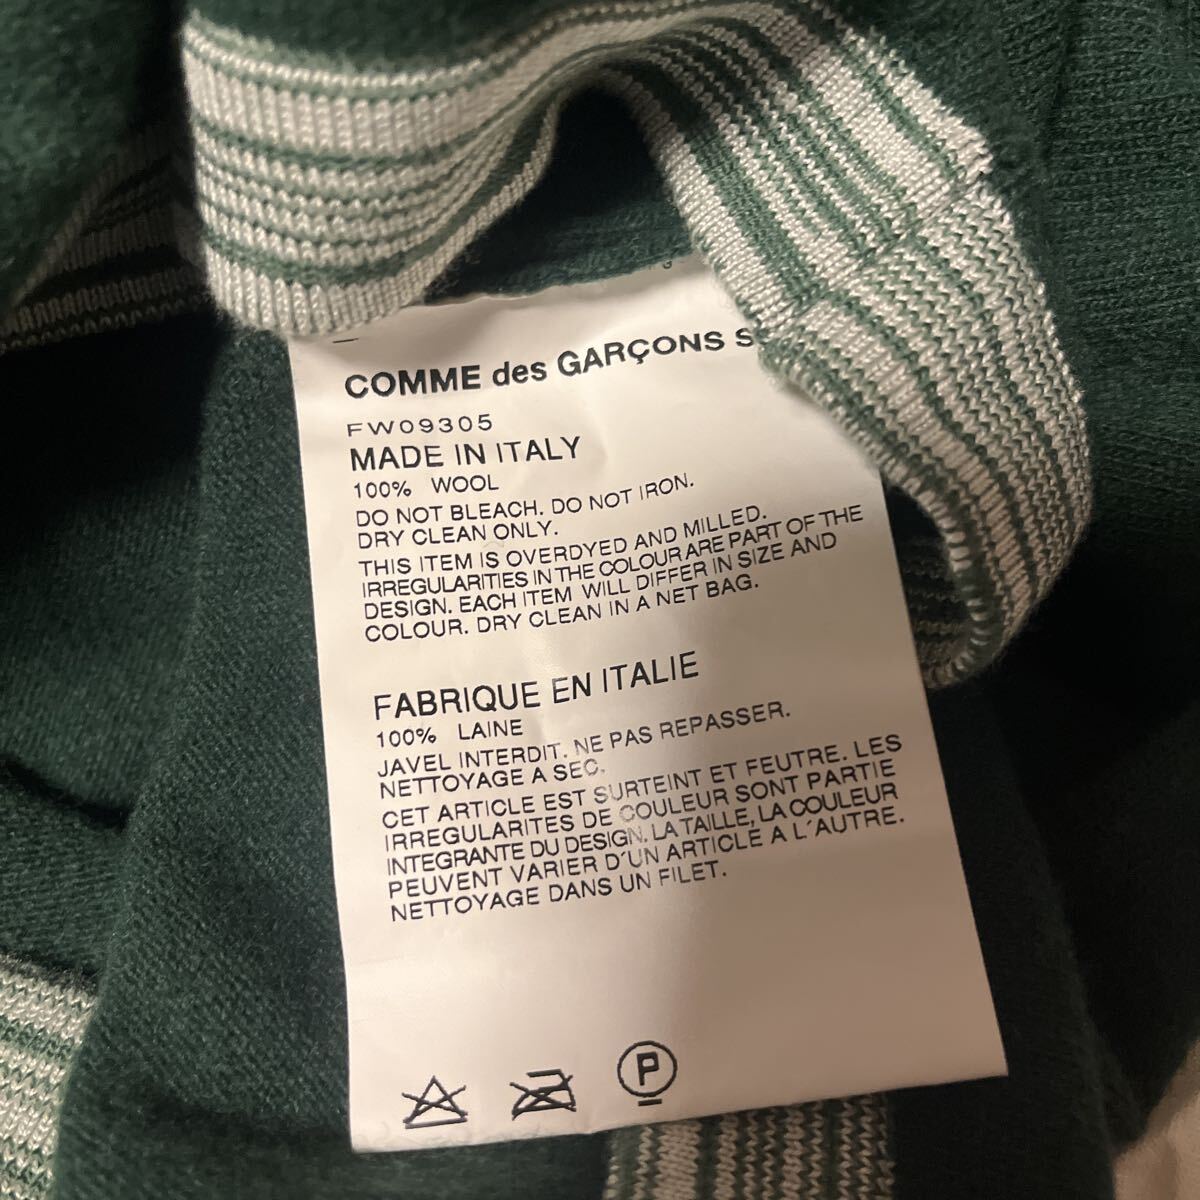 COMME des GARÇONS
FW09305
MADE IN ITALY
100% WOOL
DO NOT BLEACH. DO NOT IRON.
DRY CLEAN ONLY.
THIS ITEM IS OVERDYED AND MILLED.
IRREGULARITIES IN THE COLOUR ARE PART OF THE
DESIGN. EACH ITEM WILL DIFFER IN SIZE AND
COLOUR. DRY CLEAN IN A NET BAG.
FABRIQUE EN ITALIE
100% LAINE
JAVEL INTERDIT. NE PAS REPASSER.
NETTOYAGE A SEC.
CET ARTICLE EST SURTEINT ET FEUTRE. LES
IRREGULARITES DE COULEUR SONT PARTIE
INTEGRANTE DU DESIGN. LA TAILLE, LA COULEUR
PEUVENT VARIER D'UN ARTICLE A L'AUTRE.
NETTOYAGE DANS UN FILET.
P